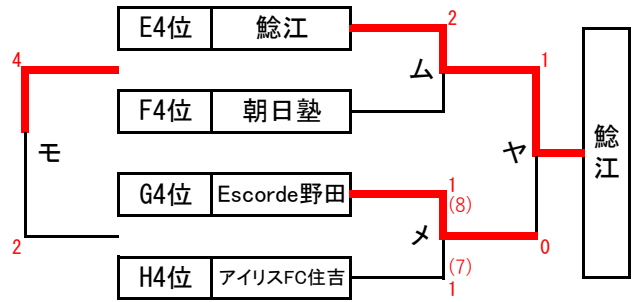 E4位 鯰江 2
4 ム 1
F4位 朝日塾
モ ヤ 鯰江
G4位 Escorde野田 1
(8)
メ
2 0
H4位 アイリスFC住吉 (7)
1